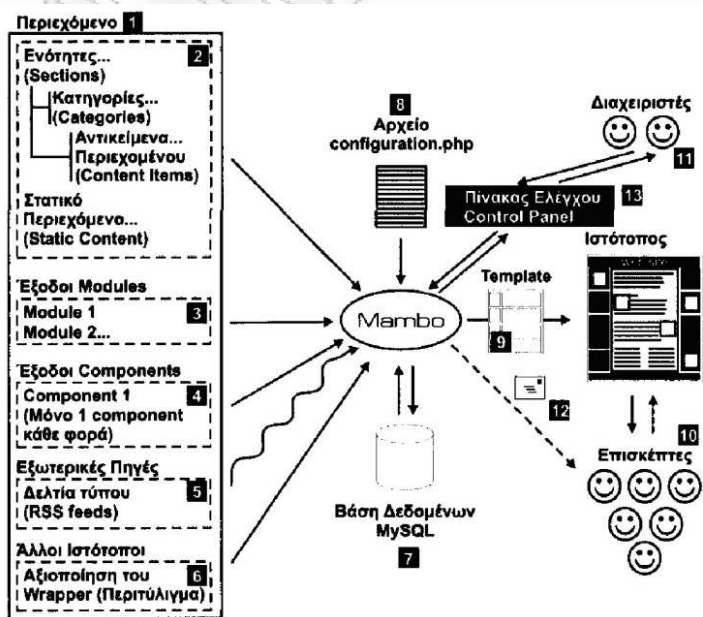 Περιεχόμενο 1
Ενότητες... 2
(Sections)
Κατηγορίες...
(Categories)
Αντικείμενα...
Περιεχομένου
(Content Items)
Στατικό
Περιεχόμενο...
(Static Content)
Έξοδοι Modules
Module 1 3
Module 2...
Έξοδοι Components
Component 1 4
(Μόνο 1 component
κάθε φορά)
Εξωτερικές Πηγές
Δελτία τύπου 5
(RSS feeds)
Άλλοι Ιστότοποι
Αξιοποίηση του 6
Wrapper (Περιτύλιγμα)
8
Αρχείο
configuration.php
Mambo
Βάση Δεδομένων
MySQL
7
Διαχειριστές
11
Πίνακας Ελέγχου 13
Control Panel
Template
9
12
Ιστότοπος
10
Επισκέπτες